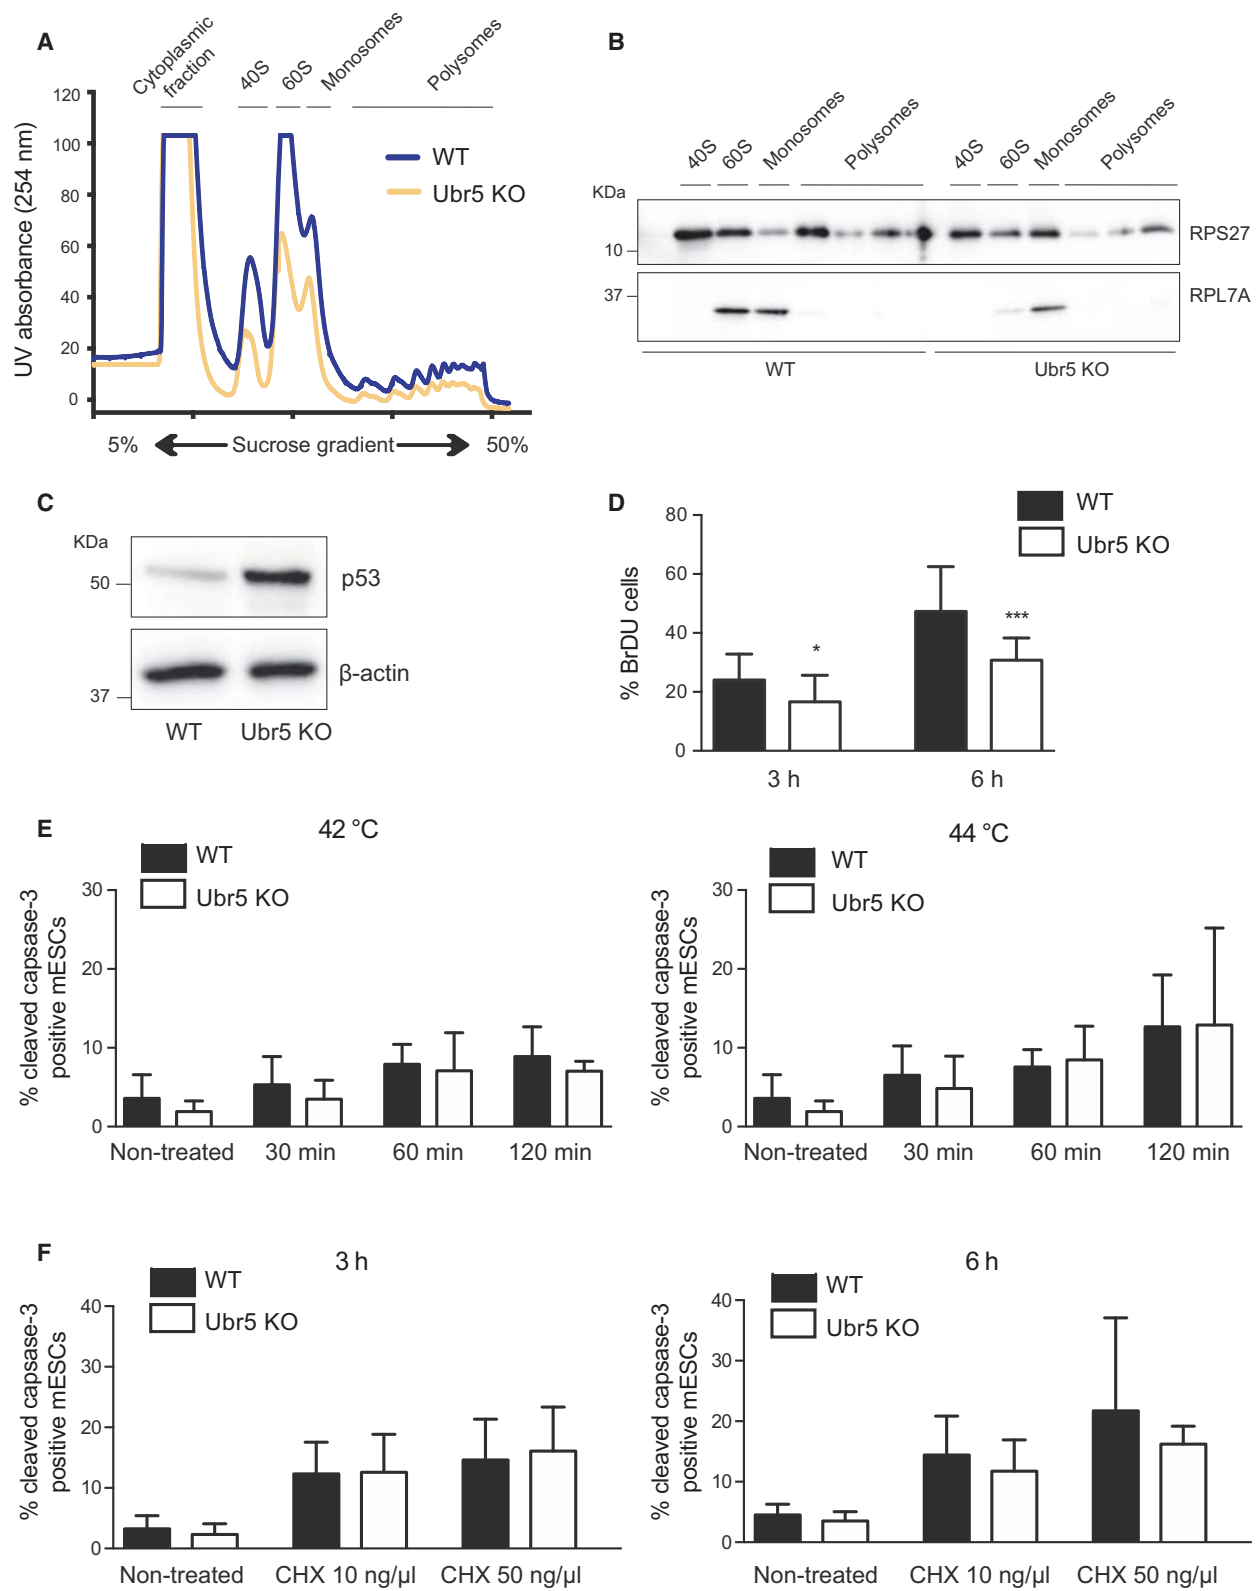 A
Cytoplasmic
fraction
40S
60S
Monosomes
Polysomes
120
100
80
60
40
20
0
UV absorbance (254 nm)
WT
Ubr5 KO
5%
Sucrose gradient
50%
B
40S
60S
Monosomes
Polysomes
40S
60S
Monosomes
Polysomes
KDa
10
RPS27
37
RPL7A
WT
Ubr5 KO
C
KDa
50
p53
37
β-actin
WT
Ubr5 KO
D
WT
Ubr5 KO
80
60
40
20
0
% BrDU cells
*
***
3 h
6 h
E
42 °C
WT
Ubr5 KO
30
20
10
0
% cleaved capsase-3
positive mESCs
Non-treated
30 min
60 min
120 min
44 °C
WT
Ubr5 KO
30
20
10
0
% cleaved capsase-3
positive mESCs
Non-treated
30 min
60 min
120 min
F
3 h
WT
Ubr5 KO
40
30
20
10
0
% cleaved capsase-3
positive mESCs
Non-treated
CHX 10 ng/µl
CHX 50 ng/µl
6 h
WT
Ubr5 KO
40
30
20
10
0
% cleaved capsase-3
positive mESCs
Non-treated
CHX 10 ng/µl
CHX 50 ng/µl